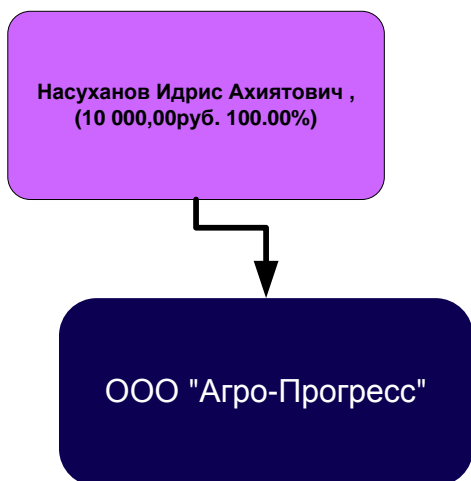 Насуханов Идрис Ахиятович ,
(10 000,00руб. 100.00%)
ООО "Агро-Прогресс"